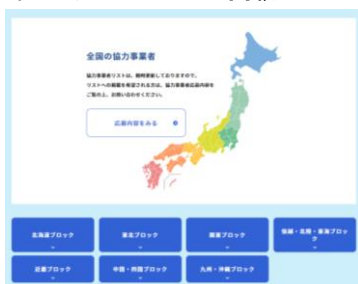 全国の協力事業者
協力事業者リストは、随時更新しておりますので、
リストへの掲載を希望される方は、協力事業者応募内容を
ご覧の上、お問い合わせください。
応募内容をみる
北海道ブロック
東北ブロック
関東ブロック
信越・北陸・東海ブロッ
ク
近畿ブロック
中国・四国ブロック
九州・沖縄ブロック